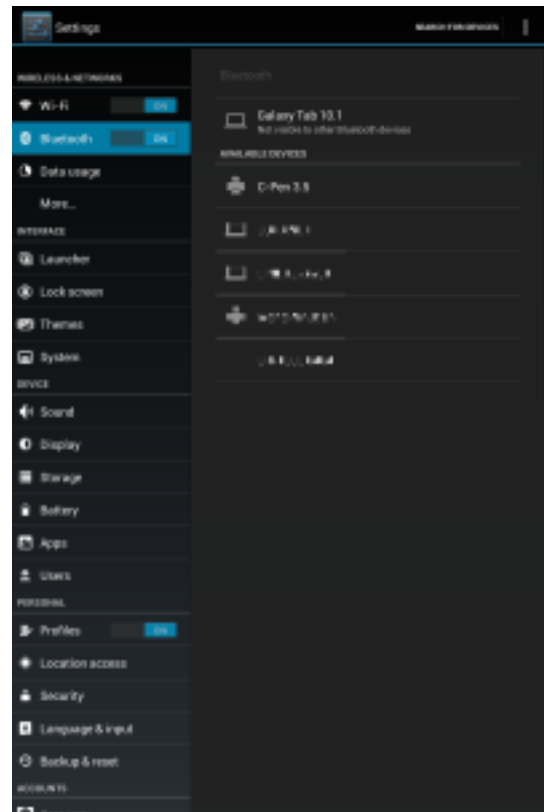 Settings
SEARCH FOR DEVICES
WIRELESS & NETWORKS
Wi-Fi ON
Bluetooth ON
Data usage
More...
INTERFACE
Launcher
Lock screen
Themes
System
DEVICE
Sound
Display
Storage
Battery
Apps
Users
PERSONAL
Profiles ON
Location access
Security
Language & input
Backup & reset
ACCOUNTS
Bluetooth
Galaxy Tab 10.1
Not visible to other Bluetooth devices
AVAILABLE DEVICES
C-Pen 3.5